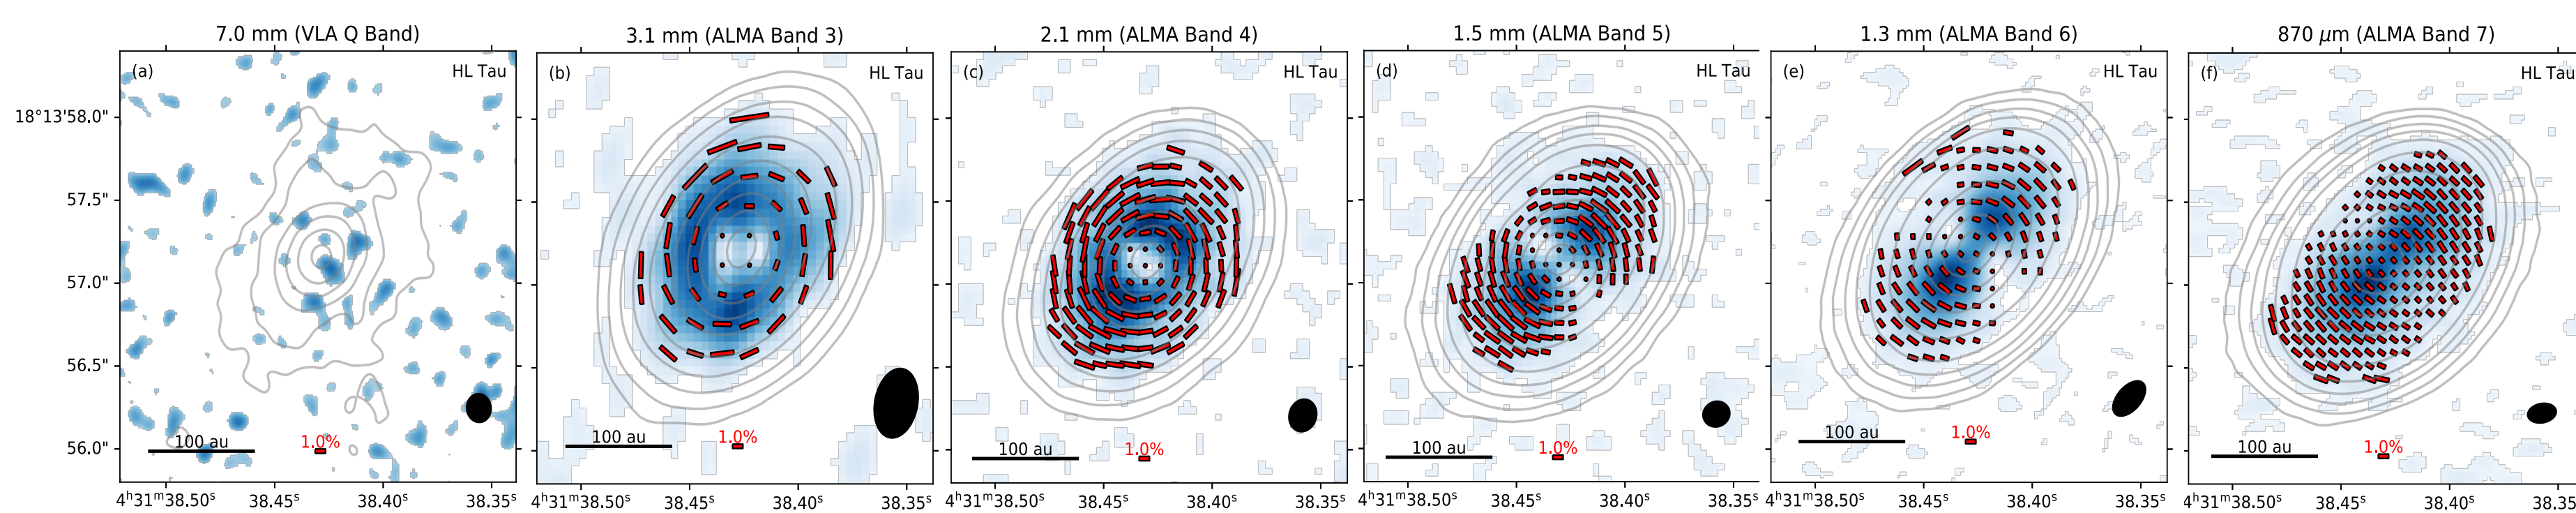 7.0 mm (VLA Q Band)
(a)
HL Tau
18°13'58.0"
57.5"
57.0"
56.5"
56.0"
100 au
1.0%
4ʰ31ᵐ38.50ˢ
38.45ˢ
38.40ˢ
38.35ˢ
3.1 mm (ALMA Band 3)
(b)
HL Tau
100 au
1.0%
4ʰ31ᵐ38.50ˢ
38.45ˢ
38.40ˢ
38.35ˢ
2.1 mm (ALMA Band 4)
(c)
HL Tau
100 au
1.0%
4ʰ31ᵐ38.50ˢ
38.45ˢ
38.40ˢ
38.35ˢ
1.5 mm (ALMA Band 5)
(d)
HL Tau
100 au
1.0%
4ʰ31ᵐ38.50ˢ
38.45ˢ
38.40ˢ
38.35ˢ
1.3 mm (ALMA Band 6)
(e)
HL Tau
100 au
1.0%
4ʰ31ᵐ38.50ˢ
38.45ˢ
38.40ˢ
38.35ˢ
870 μm (ALMA Band 7)
(f)
HL Tau
100 au
1.0%
4ʰ31ᵐ38.50ˢ
38.45ˢ
38.40ˢ
38.3